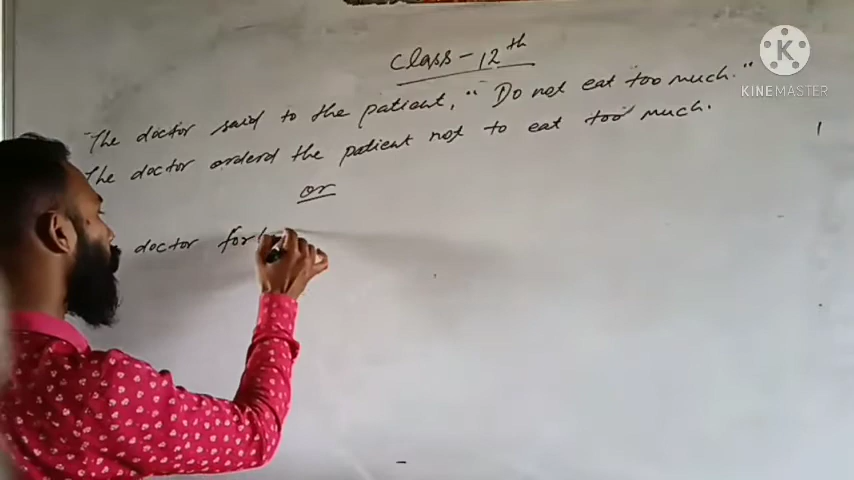 Class - 12th
The doctor said to the patient, "Do not eat too much."
The doctor orderd the patient not to eat too much.
or
doctor forb
KINEMASTER